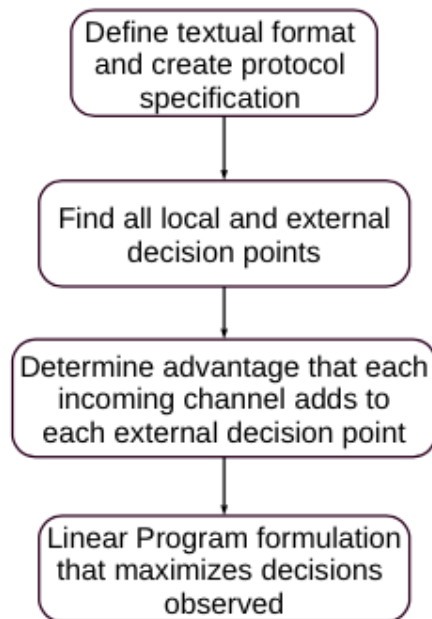 Define textual format
and create protocol
specification
Find all local and external
decision points
Determine advantage that each
incoming channel adds to
each external decision point
Linear Program formulation
that maximizes decisions
observed